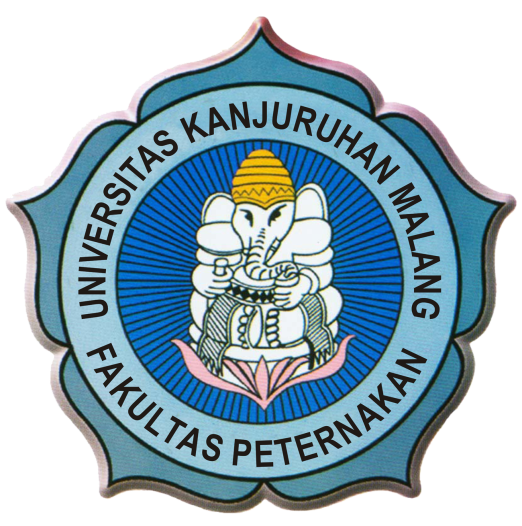 UNIVERSITAS KANJURUHAN MALANG
FAKULTAS PETERNAKAN